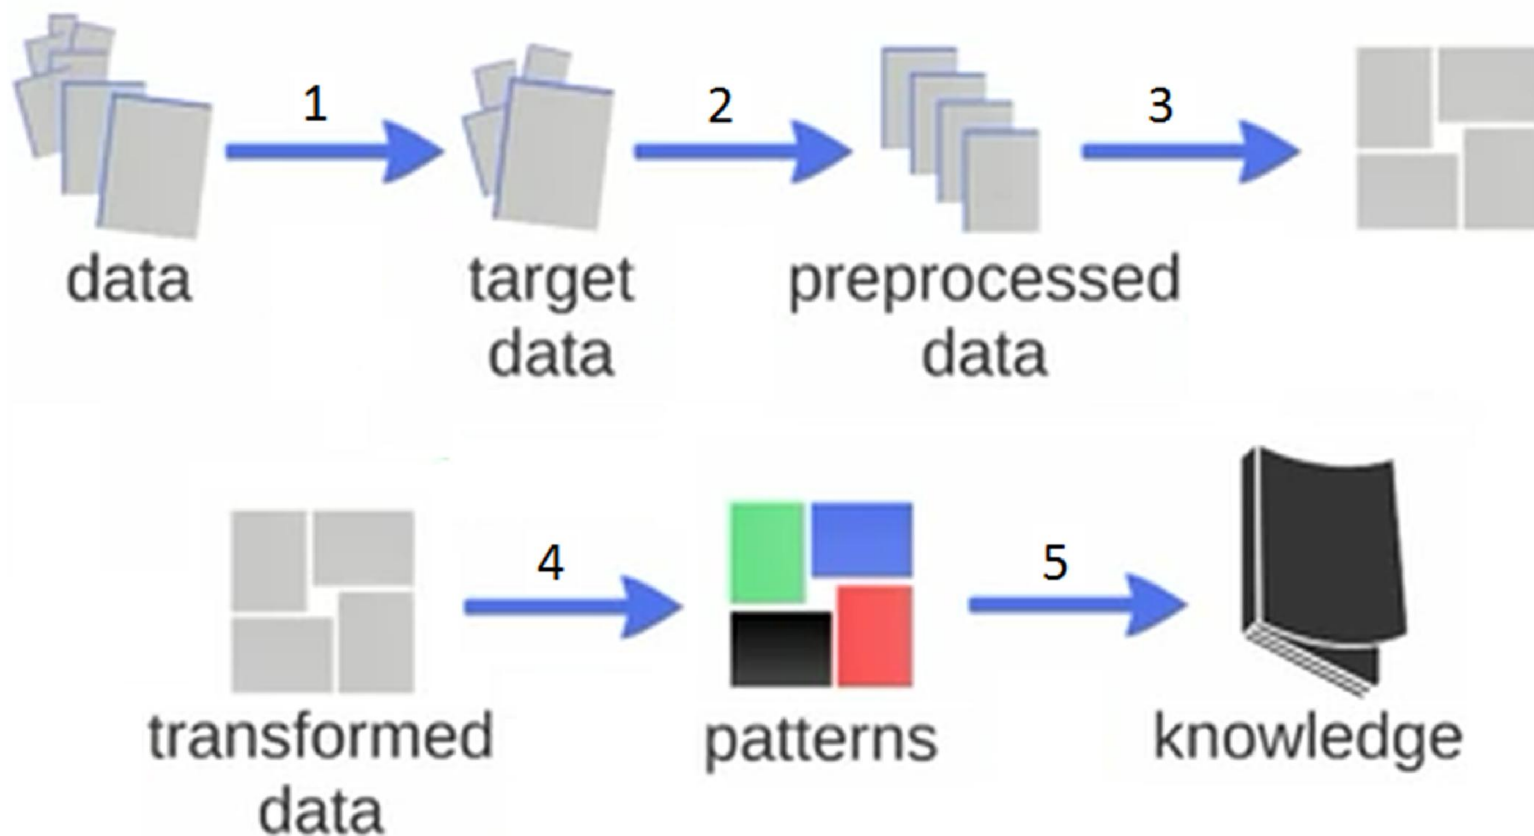 1
2
3
data
target
data
preprocessed
data
4
5
transformed
data
patterns
knowledge